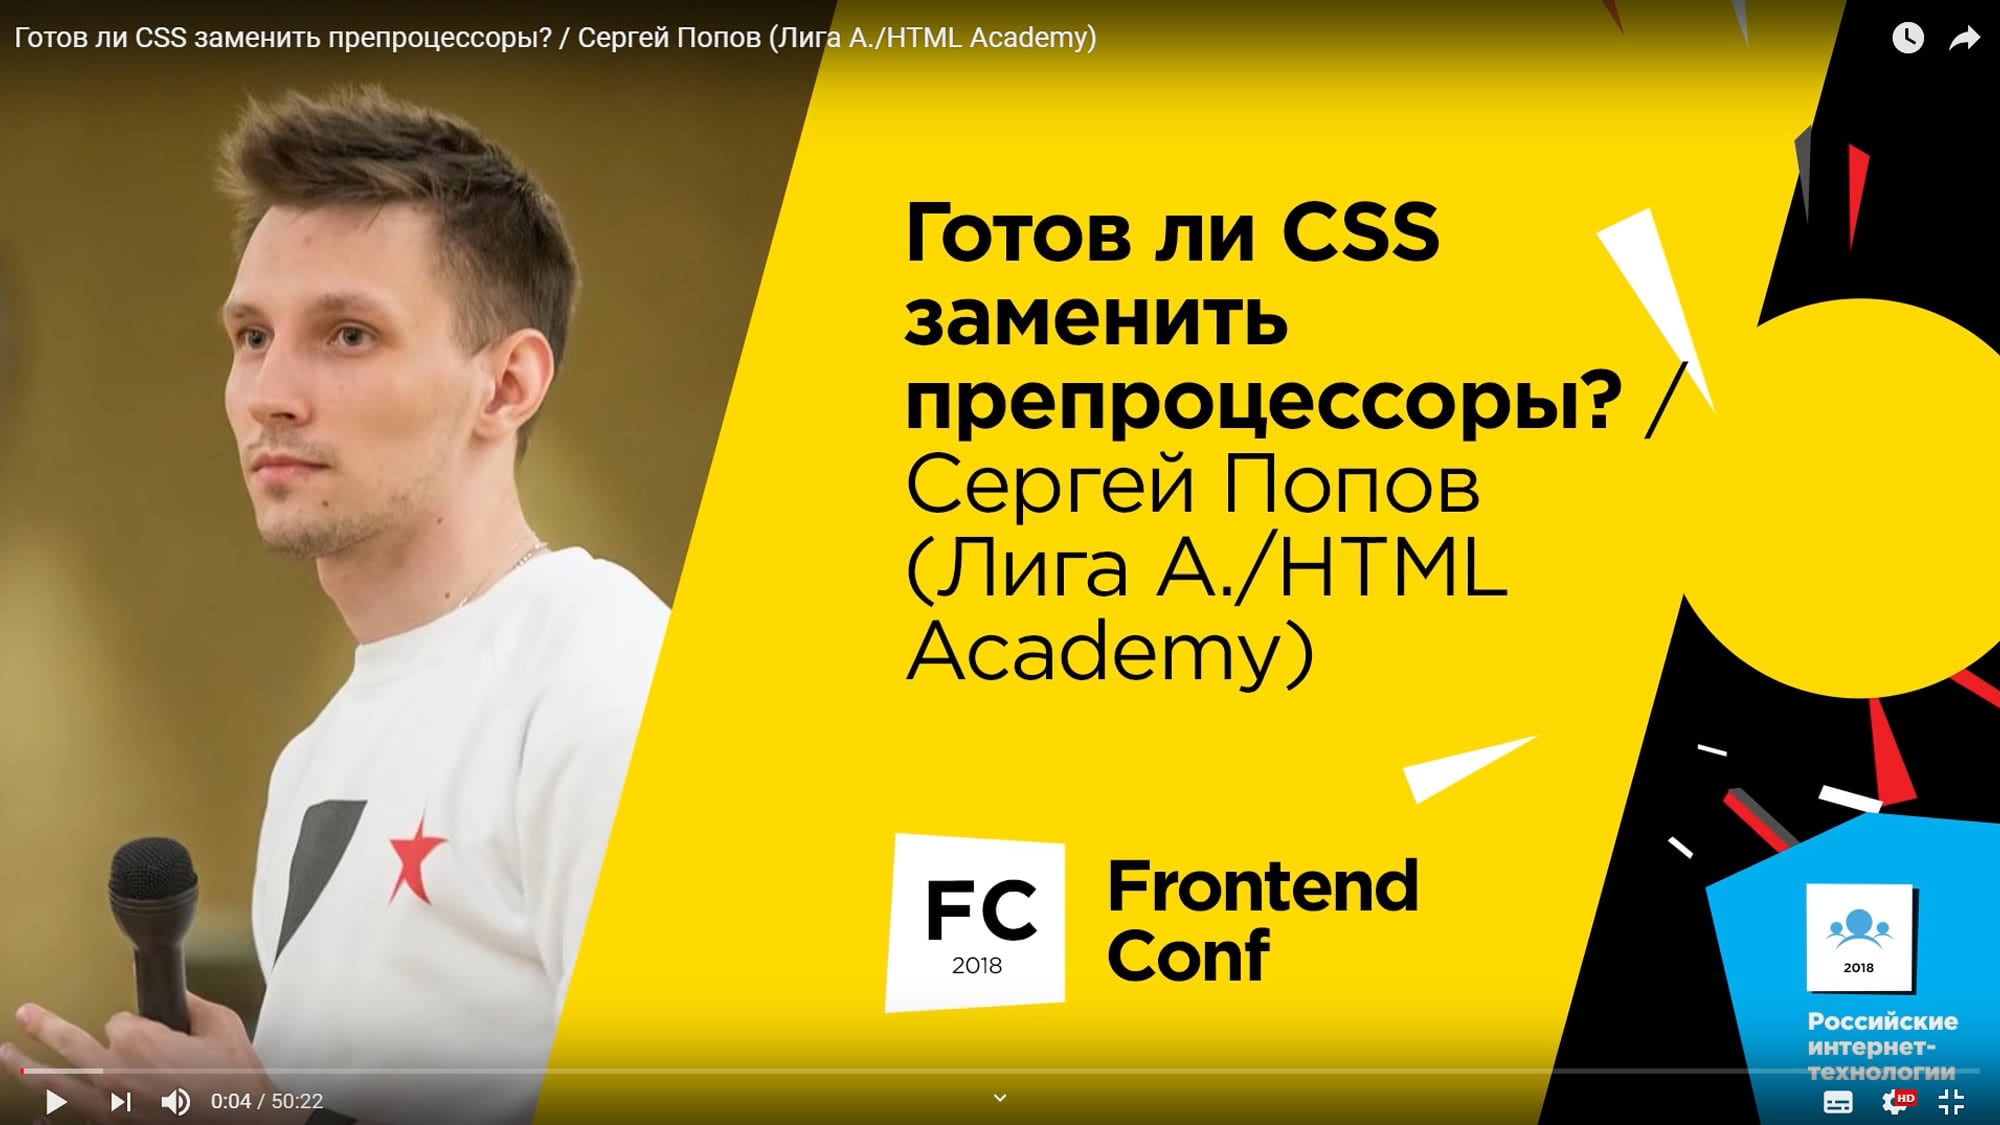 Готов ли CSS заменить препроцессоры? / Сергей Попов (Лига А./HTML Academy)
Готов ли CSS
заменить
препроцессоры? /
Сергей Попов
(Лига А./HTML
Academy)
FC
2018
Frontend
Conf
2018
Российские
интернет-
технологии
0:04 / 50:22
HD